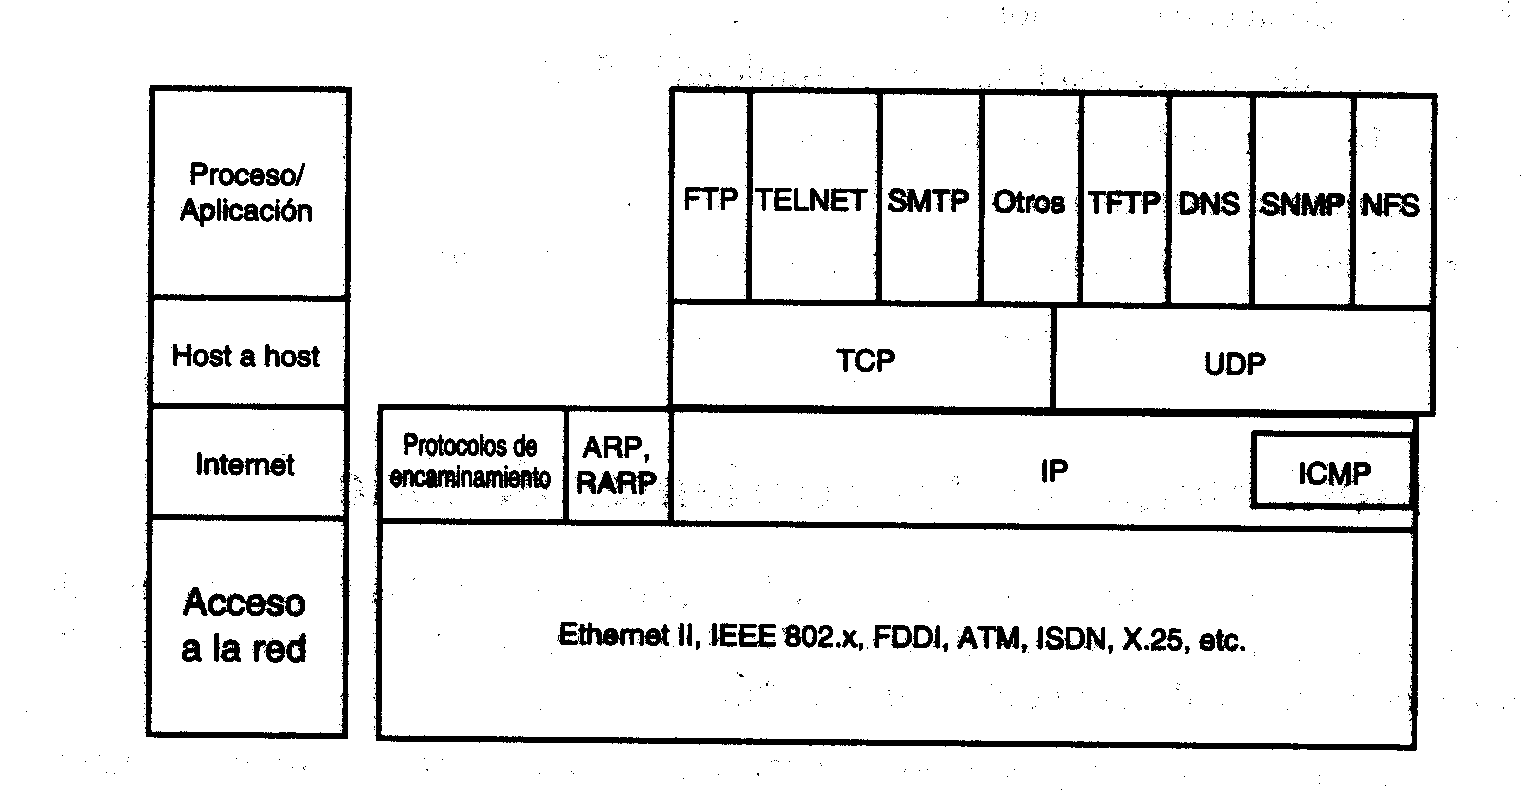 Proceso/
Aplicación
FTP
TELNET
SMTP
Otros
TFTP
DNS
SNMP
NFS
Host a host
TCP
UDP
Internet
Protocolos de
encaminamiento
ARP,
RARP
IP
ICMP
Acceso
a la red
Ethernet II, IEEE 802.x, FDDI, ATM, ISDN, X.25, etc.